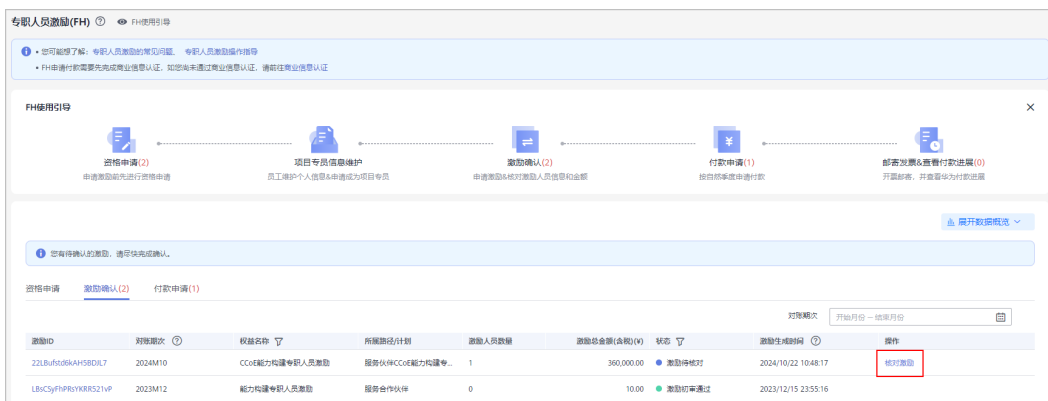 专职人员激励(FH) ? FH使用引导
• 您可能想了解：专职人员激励的常见问题、 专职人员激励操作指导
• FH申请付款需要先完成商业信息认证，如您尚未通过商业信息认证，请前往商业信息认证
FH使用引导
资格申请(2) 项目专员信息维护 激励确认(2) 付款申请(1) 邮寄发票&查看付款进展(0)
申请激励前先进行资格申请 员工维护个人信息&申请成为项目专员 申请激励&核对激励人员信息和金额 按自然季度申请付款 开票邮寄，并查看华为付款进展
展开数据概览
您有待确认的激励，请尽快完成确认。
资格申请 激励确认(2) 付款申请(1)
对账期次 开始月份 – 结束月份
激励ID 对账期次 ? 权益名称 所属路径/计划 激励人员数量 激励总金额(含税)(¥) 状态 激励生成时间 ? 操作
22LBufstd6kAH5BDJL7 2024M10 CCoE能力构建专职人员激励 服务伙伴CCoE能力构建专... 1 360,000.00 激励待核对 2024/10/22 10:48:17 核对激励
LBsCSyFhPRsYKRR521vP 2023M12 能力构建专职人员激励 服务合作伙伴 0 10.00 激励初审通过 2023/12/15 23:55:16